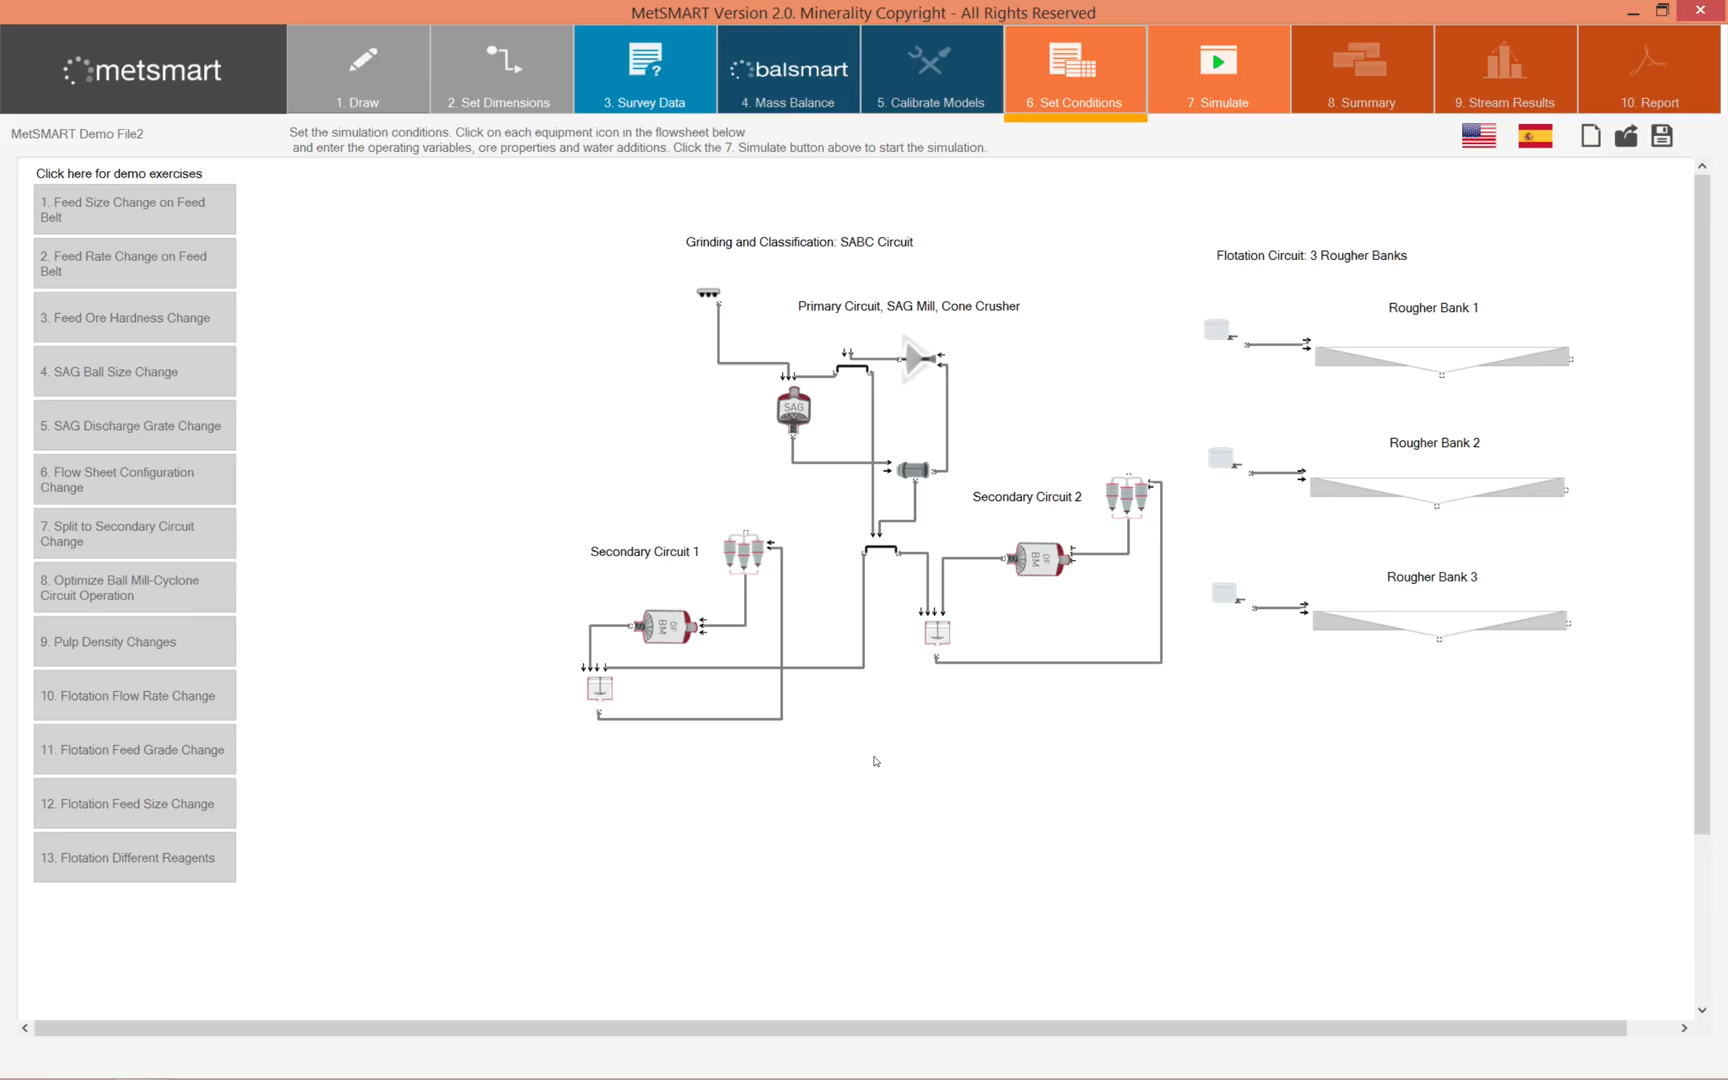 MetSMART Version 2.0. Minerality Copyright - All Rights Reserved
metsmart
1. Draw
2. Set Dimensions
3. Survey Data
balsmart
4. Mass Balance
5. Calibrate Models
6. Set Conditions
7. Simulate
8. Summary
9. Stream Results
10. Report
MetSMART Demo File2
Set the simulation conditions. Click on each equipment icon in the flowsheet below
and enter the operating variables, ore properties and water additions. Click the 7. Simulate button above to start the simulation.
Click here for demo exercises
1. Feed Size Change on Feed
Belt
2. Feed Rate Change on Feed
Belt
3. Feed Ore Hardness Change
4. SAG Ball Size Change
5. SAG Discharge Grate Change
6. Flow Sheet Configuration
Change
7. Split to Secondary Circuit
Change
8. Optimize Ball Mill-Cyclone
Circuit Operation
9. Pulp Density Changes
10. Flotation Flow Rate Change
11. Flotation Feed Grade Change
12. Flotation Feed Size Change
13. Flotation Different Reagents
Grinding and Classification: SABC Circuit
Primary Circuit, SAG Mill, Cone Crusher
SAG
Secondary Circuit 2
OF
BM
Secondary Circuit 1
OF
BM
Flotation Circuit: 3 Rougher Banks
Rougher Bank 1
Rougher Bank 2
Rougher Bank 3